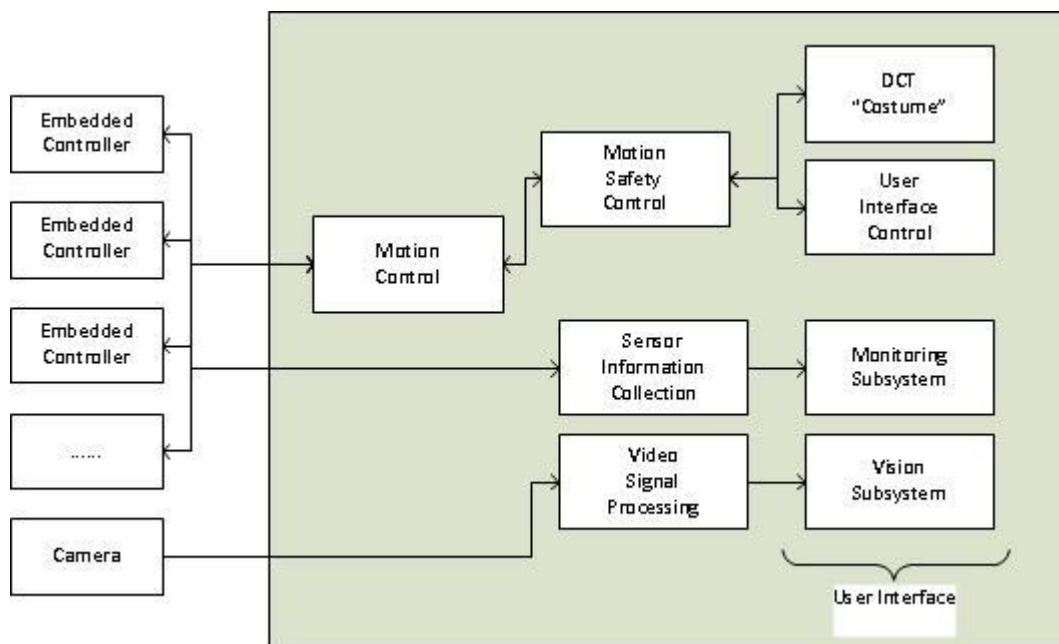 Embedded
Controller
Embedded
Controller
Embedded
Controller
......
Camera
Motion
Control
Motion
Safety
Control
Sensor
Information
Collection
Video
Signal
Processing
DCT
“Costume”
User
Interface
Control
Monitoring
Subsystem
Vision
Subsystem
User Interface